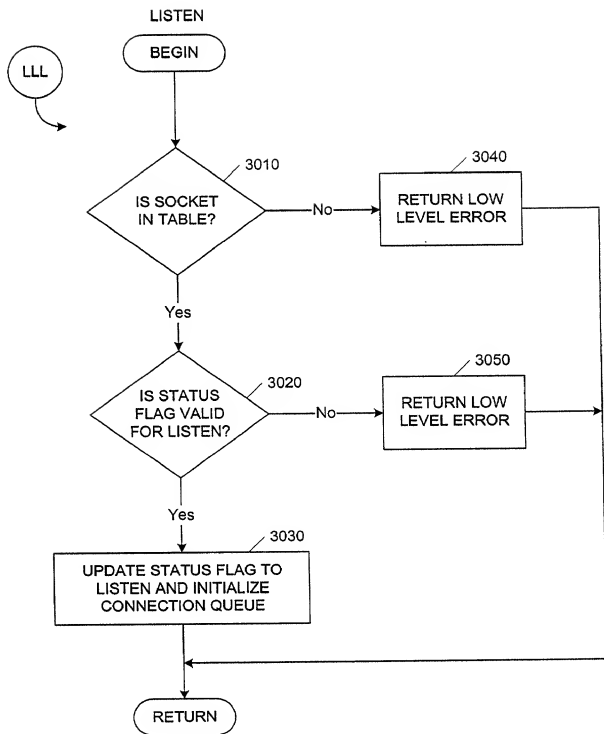 LISTEN
BEGIN
LLL
3010
IS SOCKET
IN TABLE?
No
3040
RETURN LOW
LEVEL ERROR
Yes
3020
IS STATUS
FLAG VALID
FOR LISTEN?
No
3050
RETURN LOW
LEVEL ERROR
Yes
3030
UPDATE STATUS FLAG TO
LISTEN AND INITIALIZE
CONNECTION QUEUE
RETURN